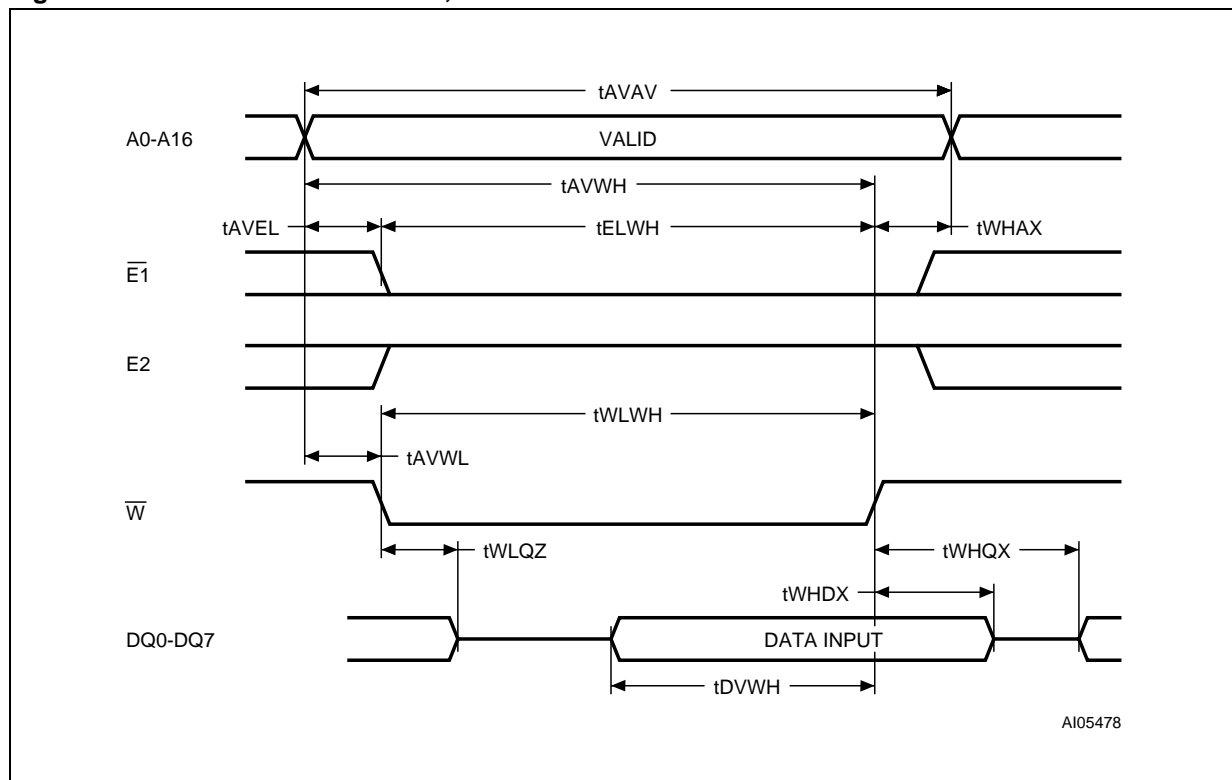 tAVAV
A0-A16
VALID
tAVWH
tAVEL
tELWH
tWHAX
E1
E2
tWLWH
tAVWL
W
tWLQZ
tWHQX
tWHDX
DQ0-DQ7
DATA INPUT
tDVWH
AI05478